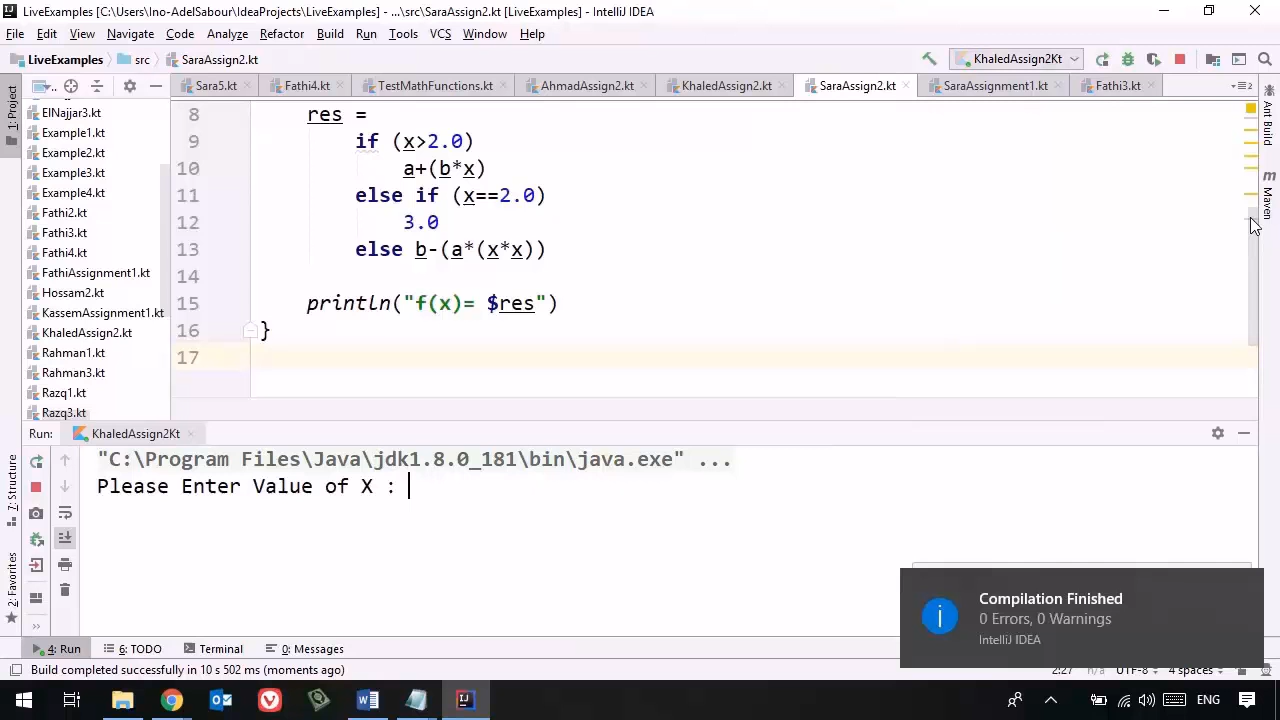 LiveExamples [C:\Users\Ino-AdelSabour\IdeaProjects\LiveExamples] - ...\src\SaraAssign2.kt [LiveExamples] - IntelliJ IDEA
File Edit View Navigate Code Analyze Refactor Build Run Tools VCS Window Help
LiveExamples src SaraAssign2.kt KhaledAssign2Kt
Sara5.kt Fathi4.kt TestMathFunctions.kt AhmadAssign2.kt KhaledAssign2.kt SaraAssign2.kt SaraAssignment1.kt Fathi3.kt
1: Project
ElNajjar3.kt
Example1.kt
Example2.kt
Example3.kt
Example4.kt
Fathi2.kt
Fathi3.kt
Fathi4.kt
FathiAssignment1.kt
Hossam2.kt
KassemAssignment1.kt
KhaledAssign2.kt
Rahman1.kt
Rahman3.kt
Razq1.kt
Razq3.kt
8 res =
9 if (x>2.0)
10 a+(b*x)
11 else if (x==2.0)
12 3.0
13 else b-(a*(x*x))
14
15 println("f(x)= $res")
16 }
17
Ant Build
Maven
Run: KhaledAssign2Kt
"C:\Program Files\Java\jdk1.8.0_181\bin\java.exe" ...
Please Enter Value of X :
7: Structure
2: Favorites
Compilation Finished
0 Errors, 0 Warnings
IntelliJ IDEA
4: Run 6: TODO Terminal 0: Messages
Build completed successfully in 10 s 502 ms (moments ago) 2:27 n/a UTF-8 4 spaces
ENG